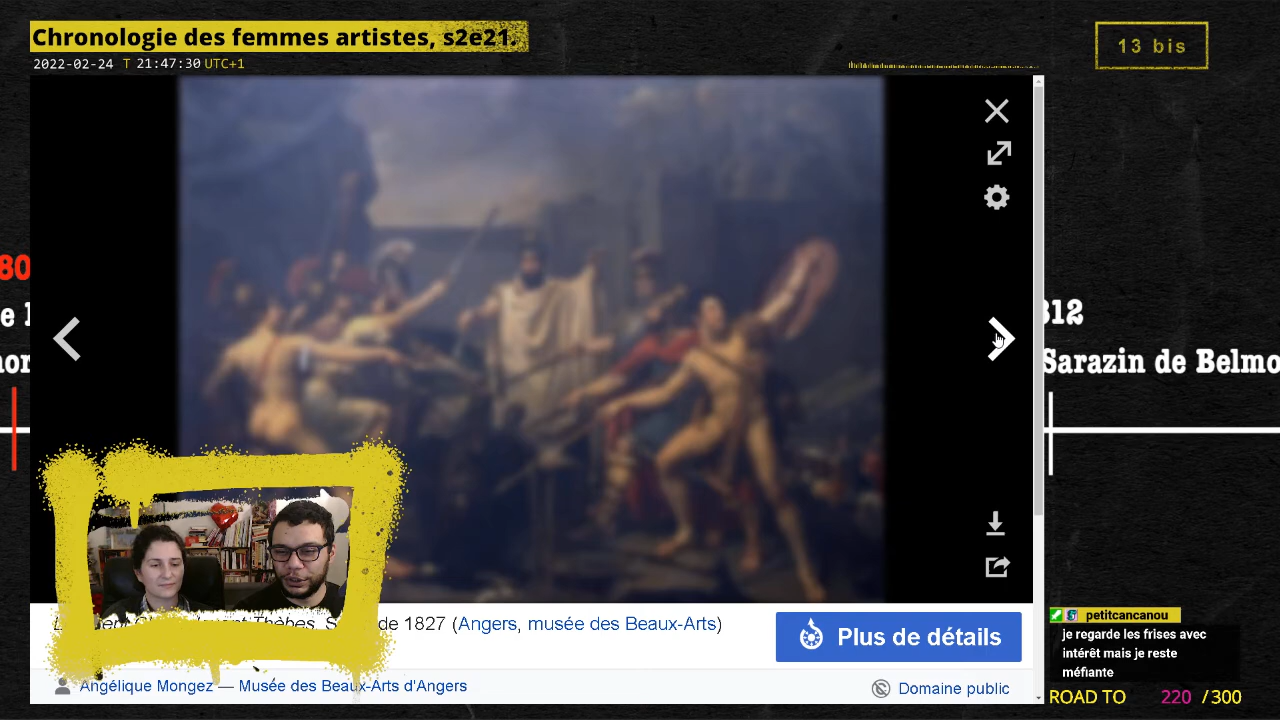 Chronologie des femmes artistes, s2e21.
2022-02-24 T 21:47:30 UTC+1
13 bis
80
312
Sarazin de Belmo
de 1827 (Angers, musée des Beaux-Arts)
Plus de détails
Angélique Mongez — Musée des Beaux-Arts d'Angers
Domaine public
petitcancanou
je regarde les frises avec
intérêt mais je reste
méfiante
ROAD TO 220 /300